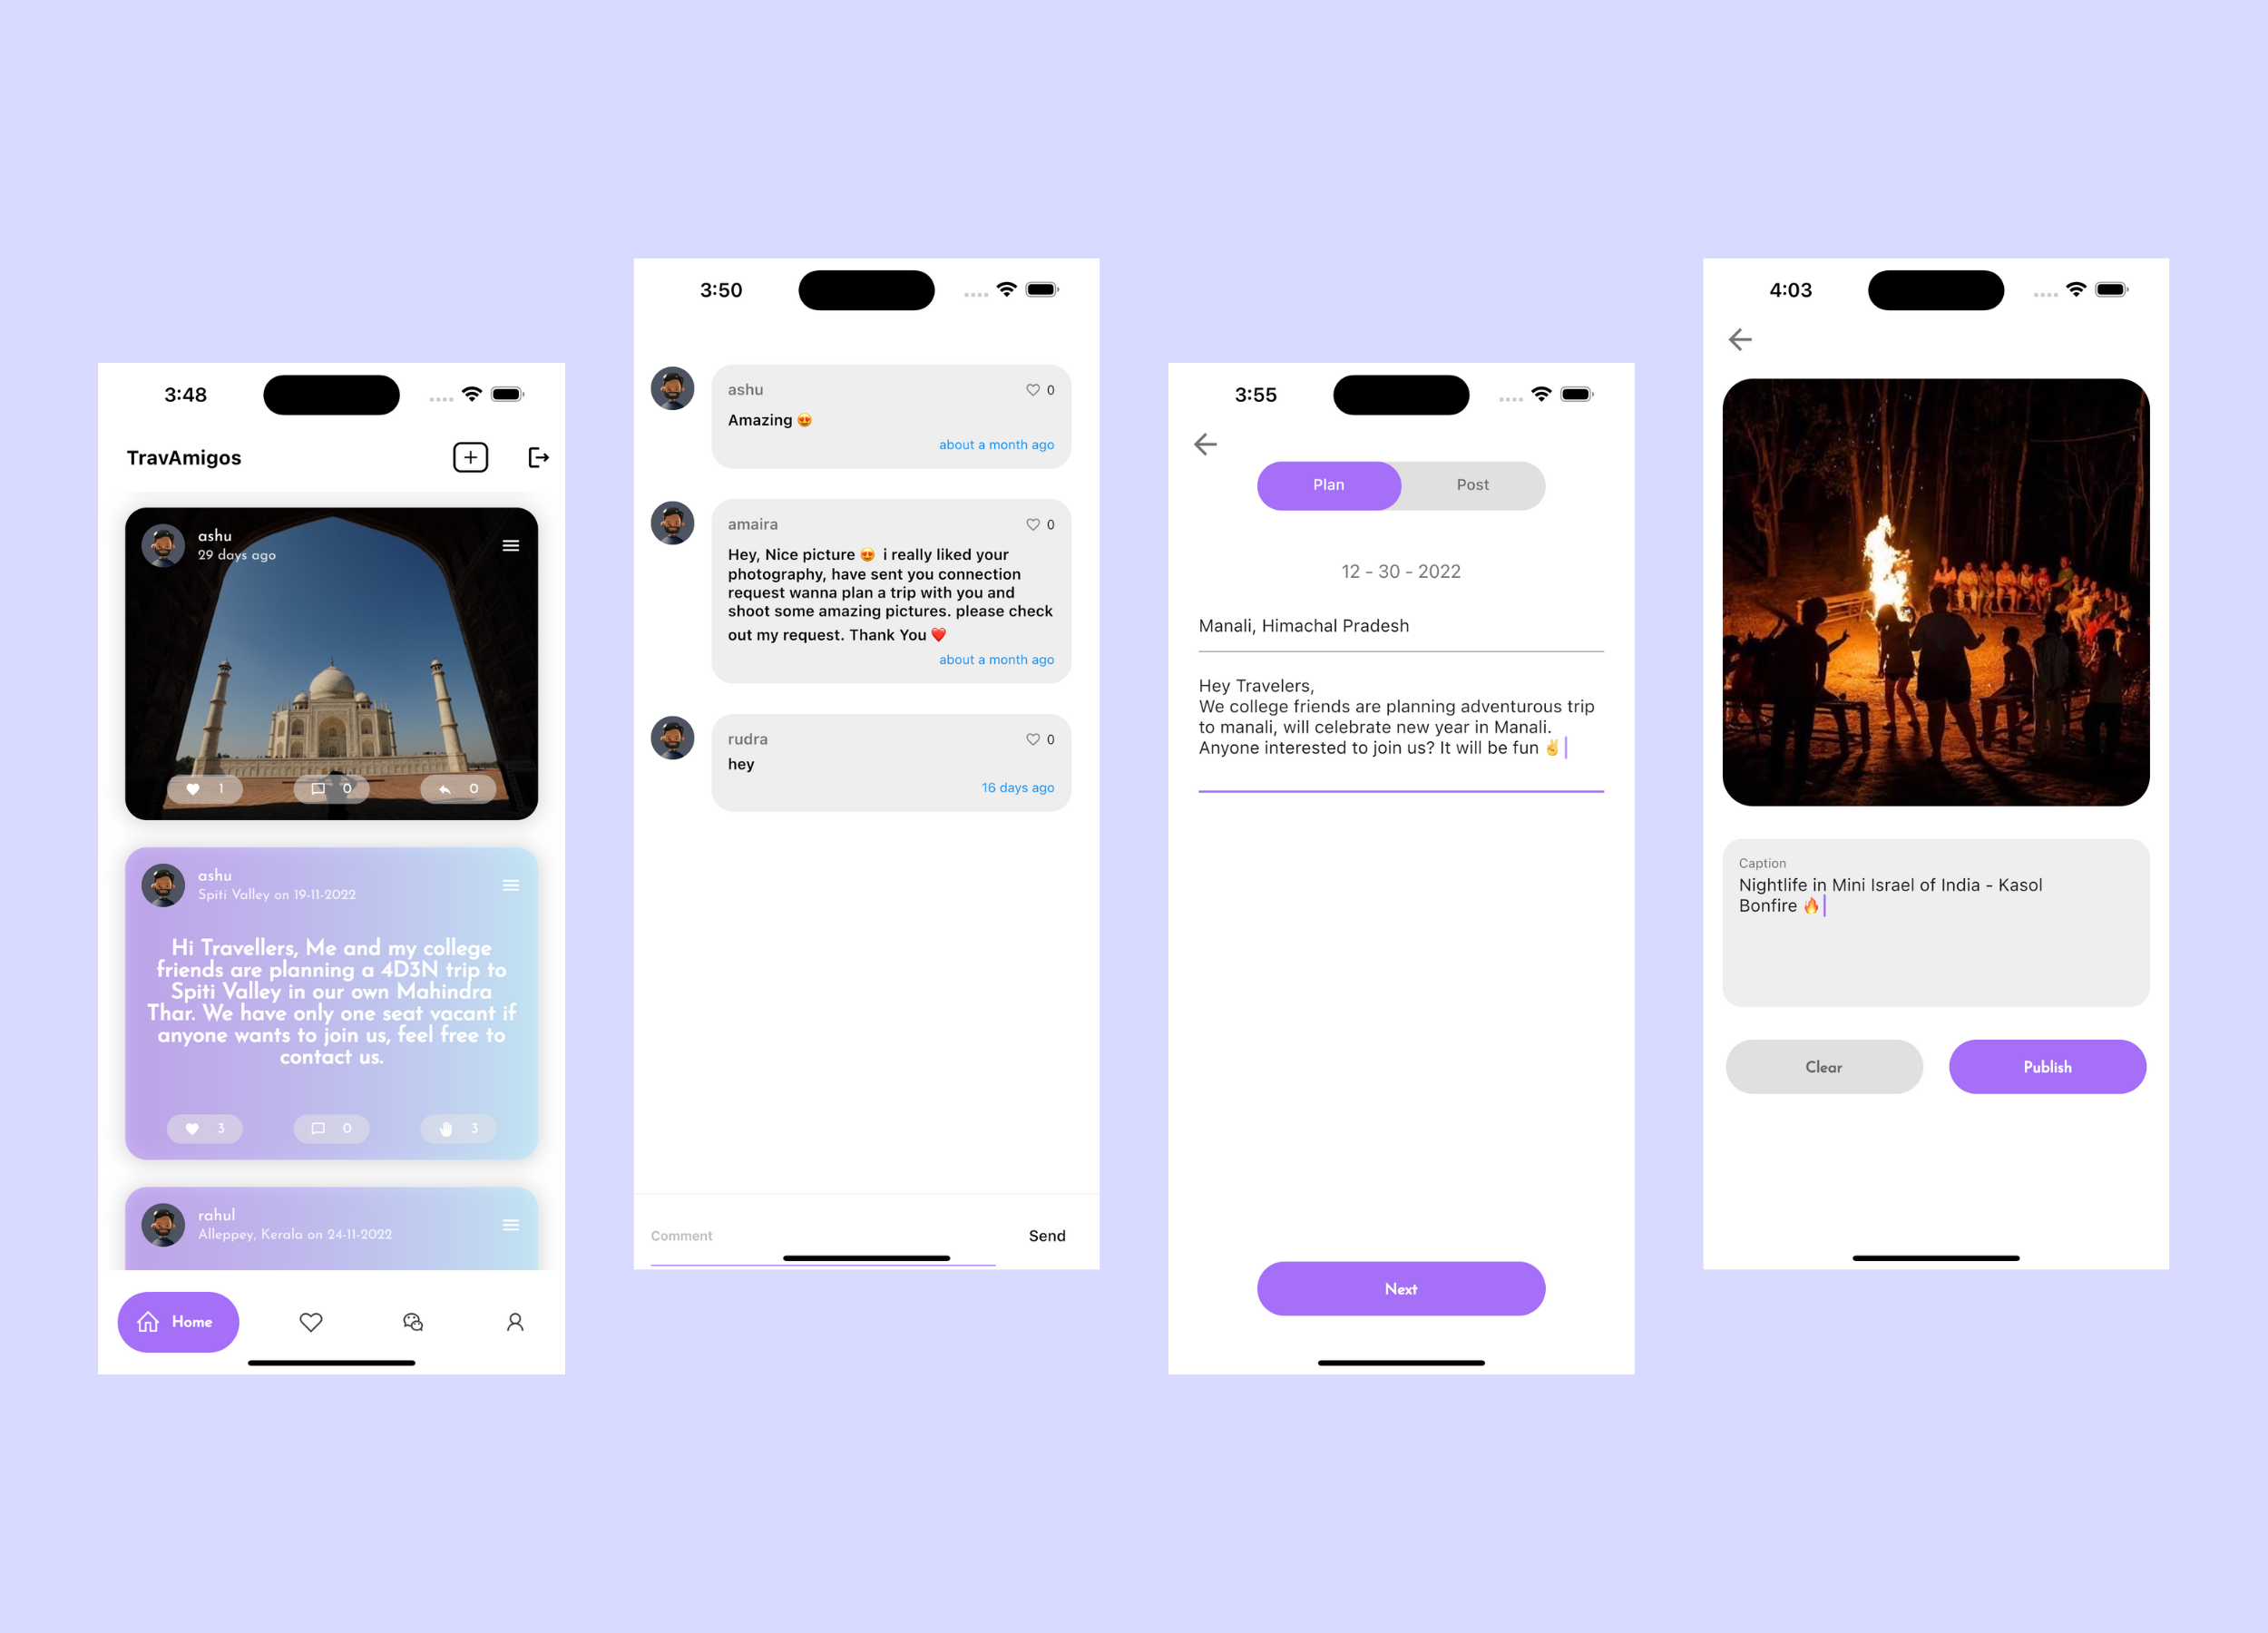 3:48
TravAmigos
ashu
29 days ago
1
0
0
ashu
Spiti Valley on 19-11-2022
Hi Travellers, Me and my college
friends are planning a 4D3N trip to
Spiti Valley in our own Mahindra
Thar. We have only one seat vacant if
anyone wants to join us, feel free to
contact us.
3
0
3
rahul
Alleppey, Kerala on 24-11-2022
Home
3:50
ashu
0
Amazing 😍
about a month ago
amaira
0
Hey, Nice picture 😍 i really liked your
photography, have sent you connection
request wanna plan a trip with you and
shoot some amazing pictures. please check
out my request. Thank You ❤️
about a month ago
rudra
0
hey
16 days ago
Comment
Send
3:55
Plan
Post
12 - 30 - 2022
Manali, Himachal Pradesh
Hey Travelers,
We college friends are planning adventurous trip
to manali, will celebrate new year in Manali.
Anyone interested to join us? It will be fun ✌️
Next
4:03
Caption
Nightlife in Mini Israel of India - Kasol
Bonfire 🔥
Clear
Publish